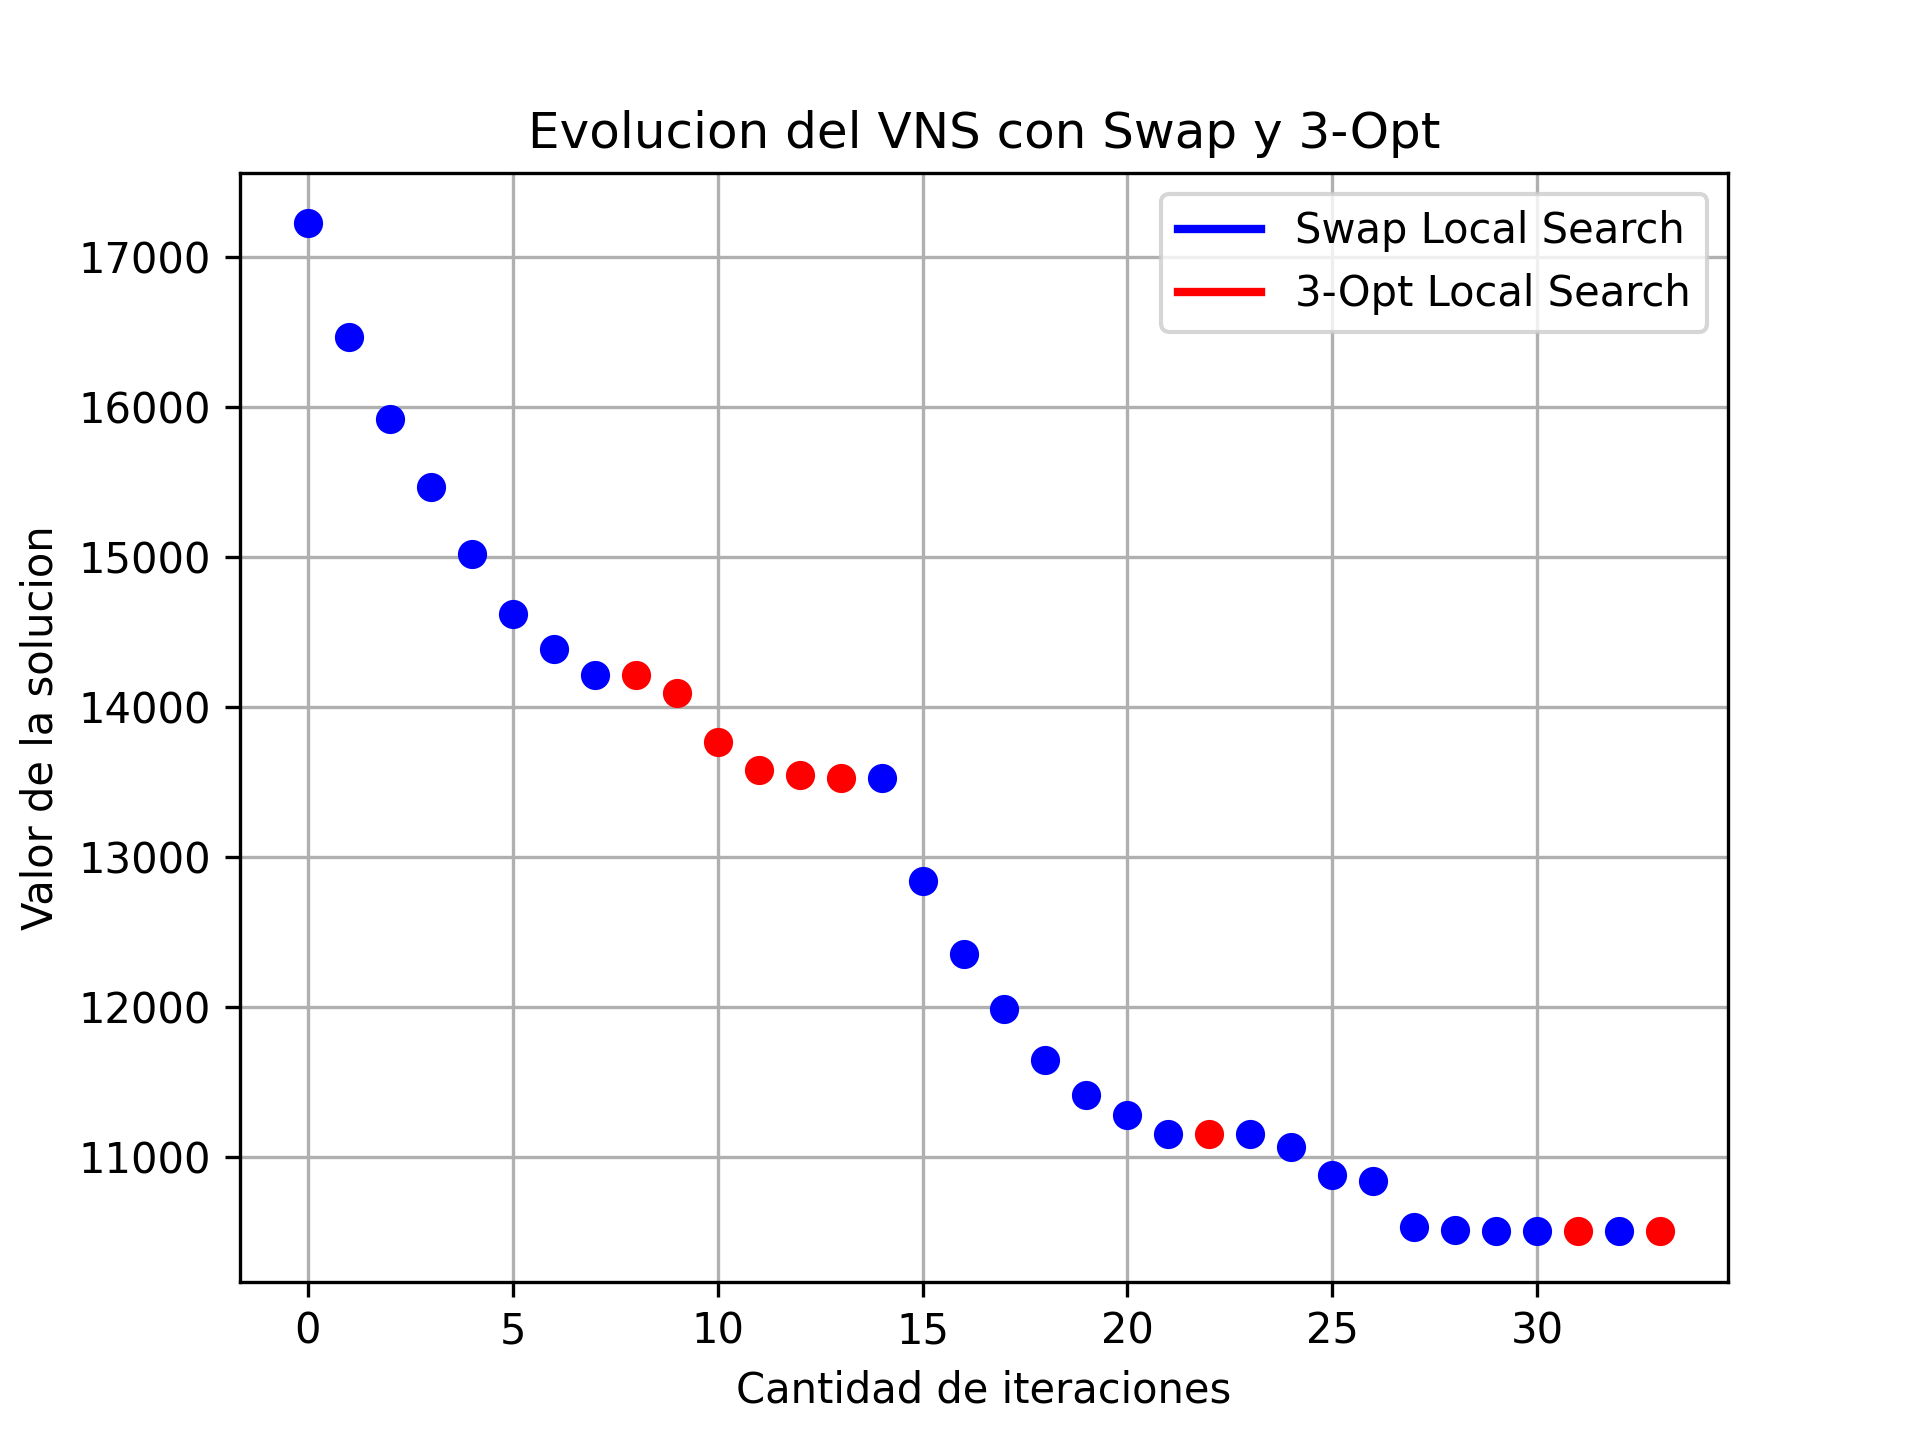 Evolucion del VNS con Swap y 3-Opt
Swap Local Search
3-Opt Local Search
17000
16000
15000
14000
13000
12000
11000
Valor de la solucion
0 5 10 15 20 25 30
Cantidad de iteraciones